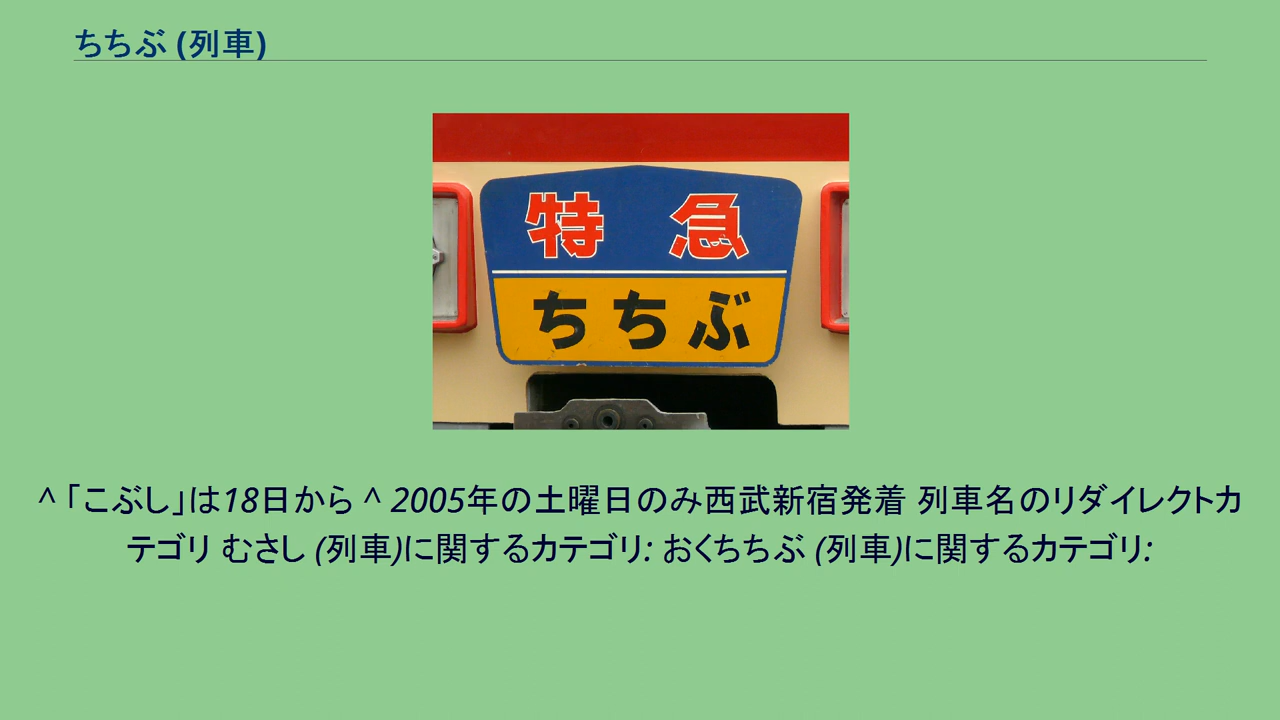 ちちぶ (列車)
特急
ちちぶ
^ 「こぶし」は18日から ^ 2005年の土曜日のみ西武新宿発着 列車名のリダイレクトカ
テゴリ むさし (列車)に関するカテゴリ: おくちちぶ (列車)に関するカテゴリ: